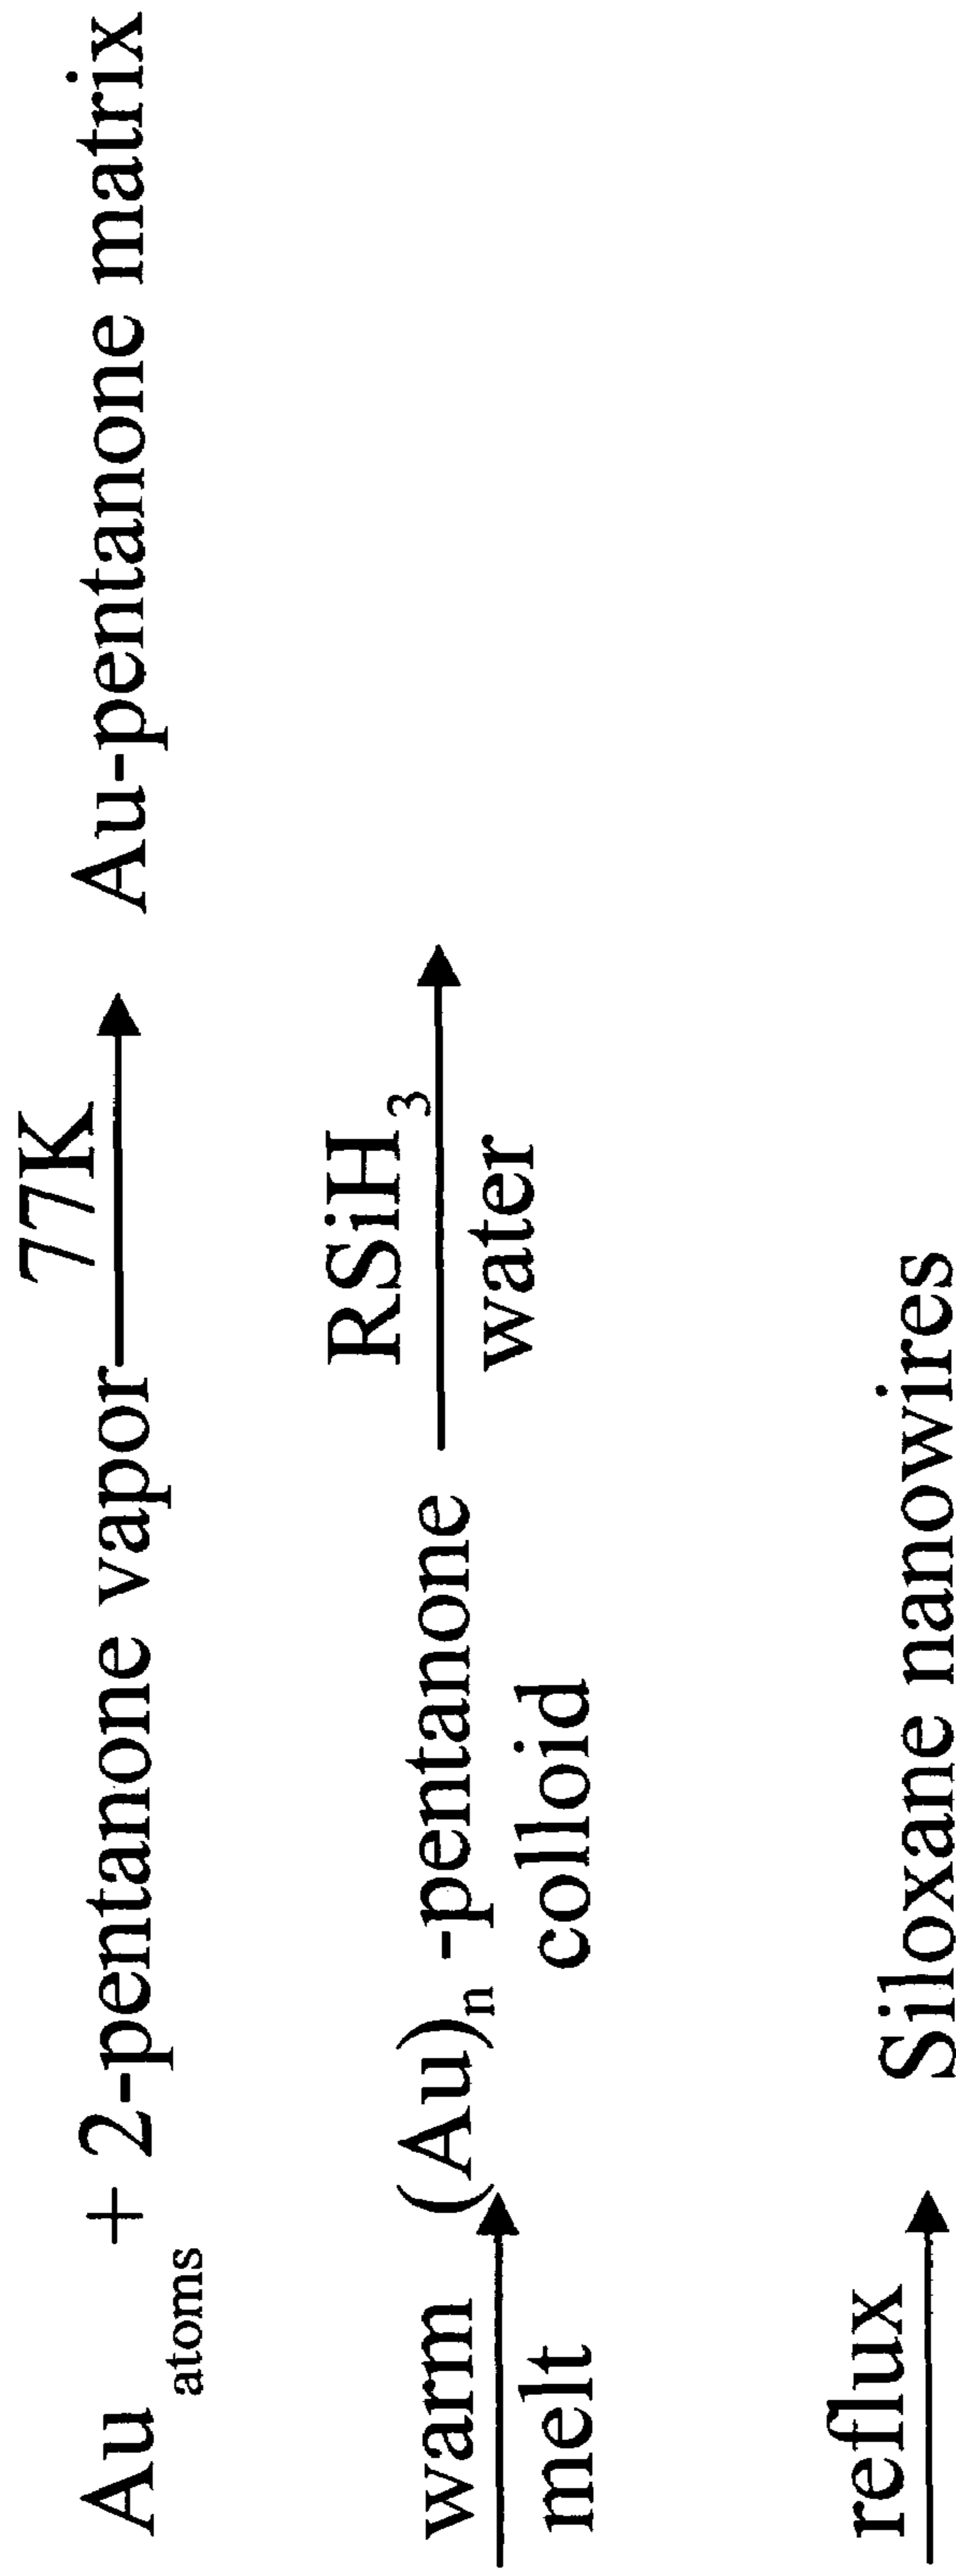 77K
Au atoms + 2-pentanone vapor → Au-pentanone matrix
warm (Au)n -pentanone RSiH3
melt colloid water
reflux → Siloxane nanowires